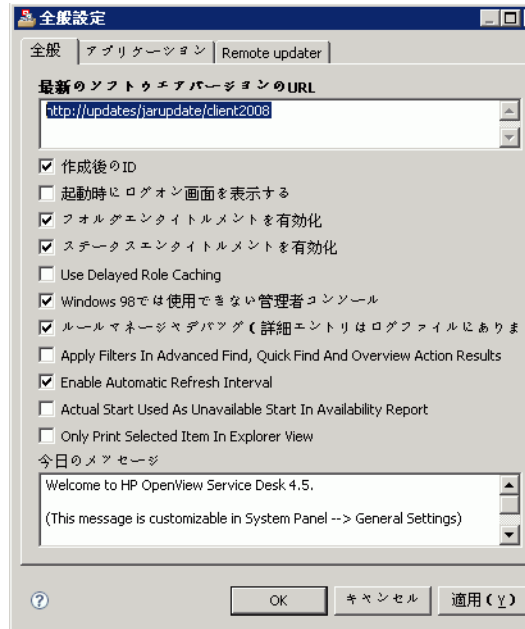 全般設定
全般
アプリケーション
Remote updater
最新のソフトウエアバージョンのURL
http://updates/jarupdate/client2008
作成後のID
起動時にログオン画面を表示する
フォルダエンタイトルメントを有効化
ステータスエンタイトルメントを有効化
Use Delayed Role Caching
Windows 98では使用できない管理者コンソール
ルールマネージャデバッグ(詳細エントリはログファイルにありま
Apply Filters In Advanced Find, Quick Find And Overview Action Results
Enable Automatic Refresh Interval
Actual Start Used As Unavailable Start In Availability Report
Only Print Selected Item In Explorer View
今日のメッセージ
Welcome to HP OpenView Service Desk 4.5.
(This message is customizable in System Panel --> General Settings)
OK
キャンセル
適用(Y)